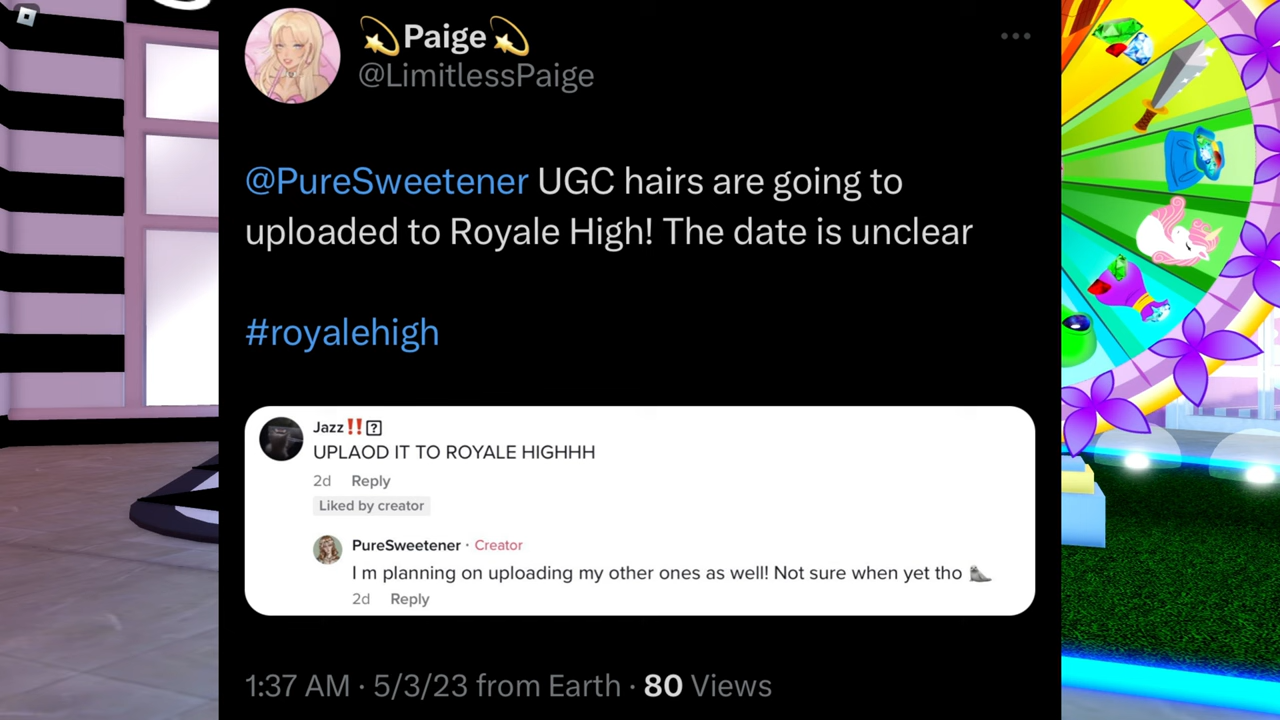 💫Paige💫
@LimitlessPaige
@PureSweetener UGC hairs are going to
uploaded to Royale High! The date is unclear
#royalehigh
Jazz‼️⍰
UPLAOD IT TO ROYALE HIGHHH
2d Reply
Liked by creator
PureSweetener · Creator
I m planning on uploading my other ones as well! Not sure when yet tho 🦭
2d Reply
1:37 AM · 5/3/23 from Earth · 80 Views